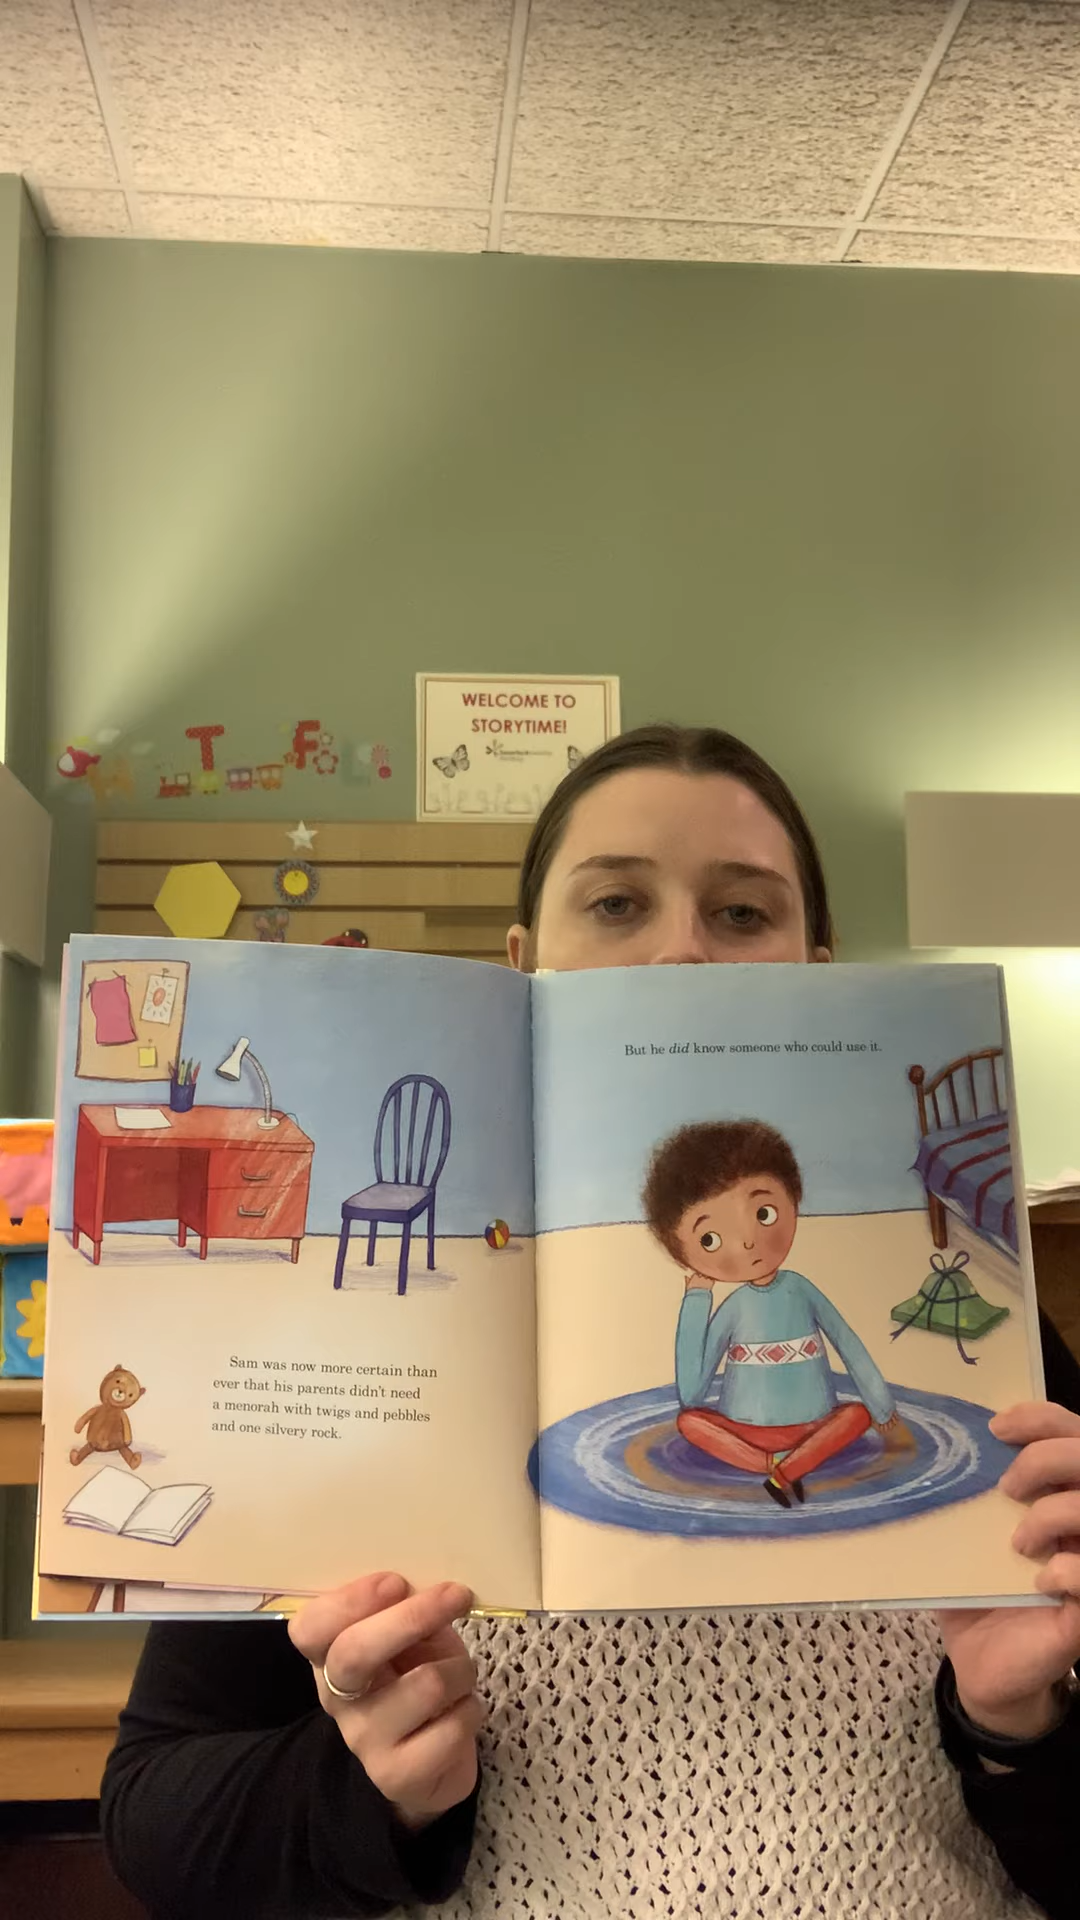 WELCOME TO
STORYTIME!
T F
But he did know someone who could use it.
Sam was now more certain than
ever that his parents didn't need
a menorah with twigs and pebbles
and one silvery rock.